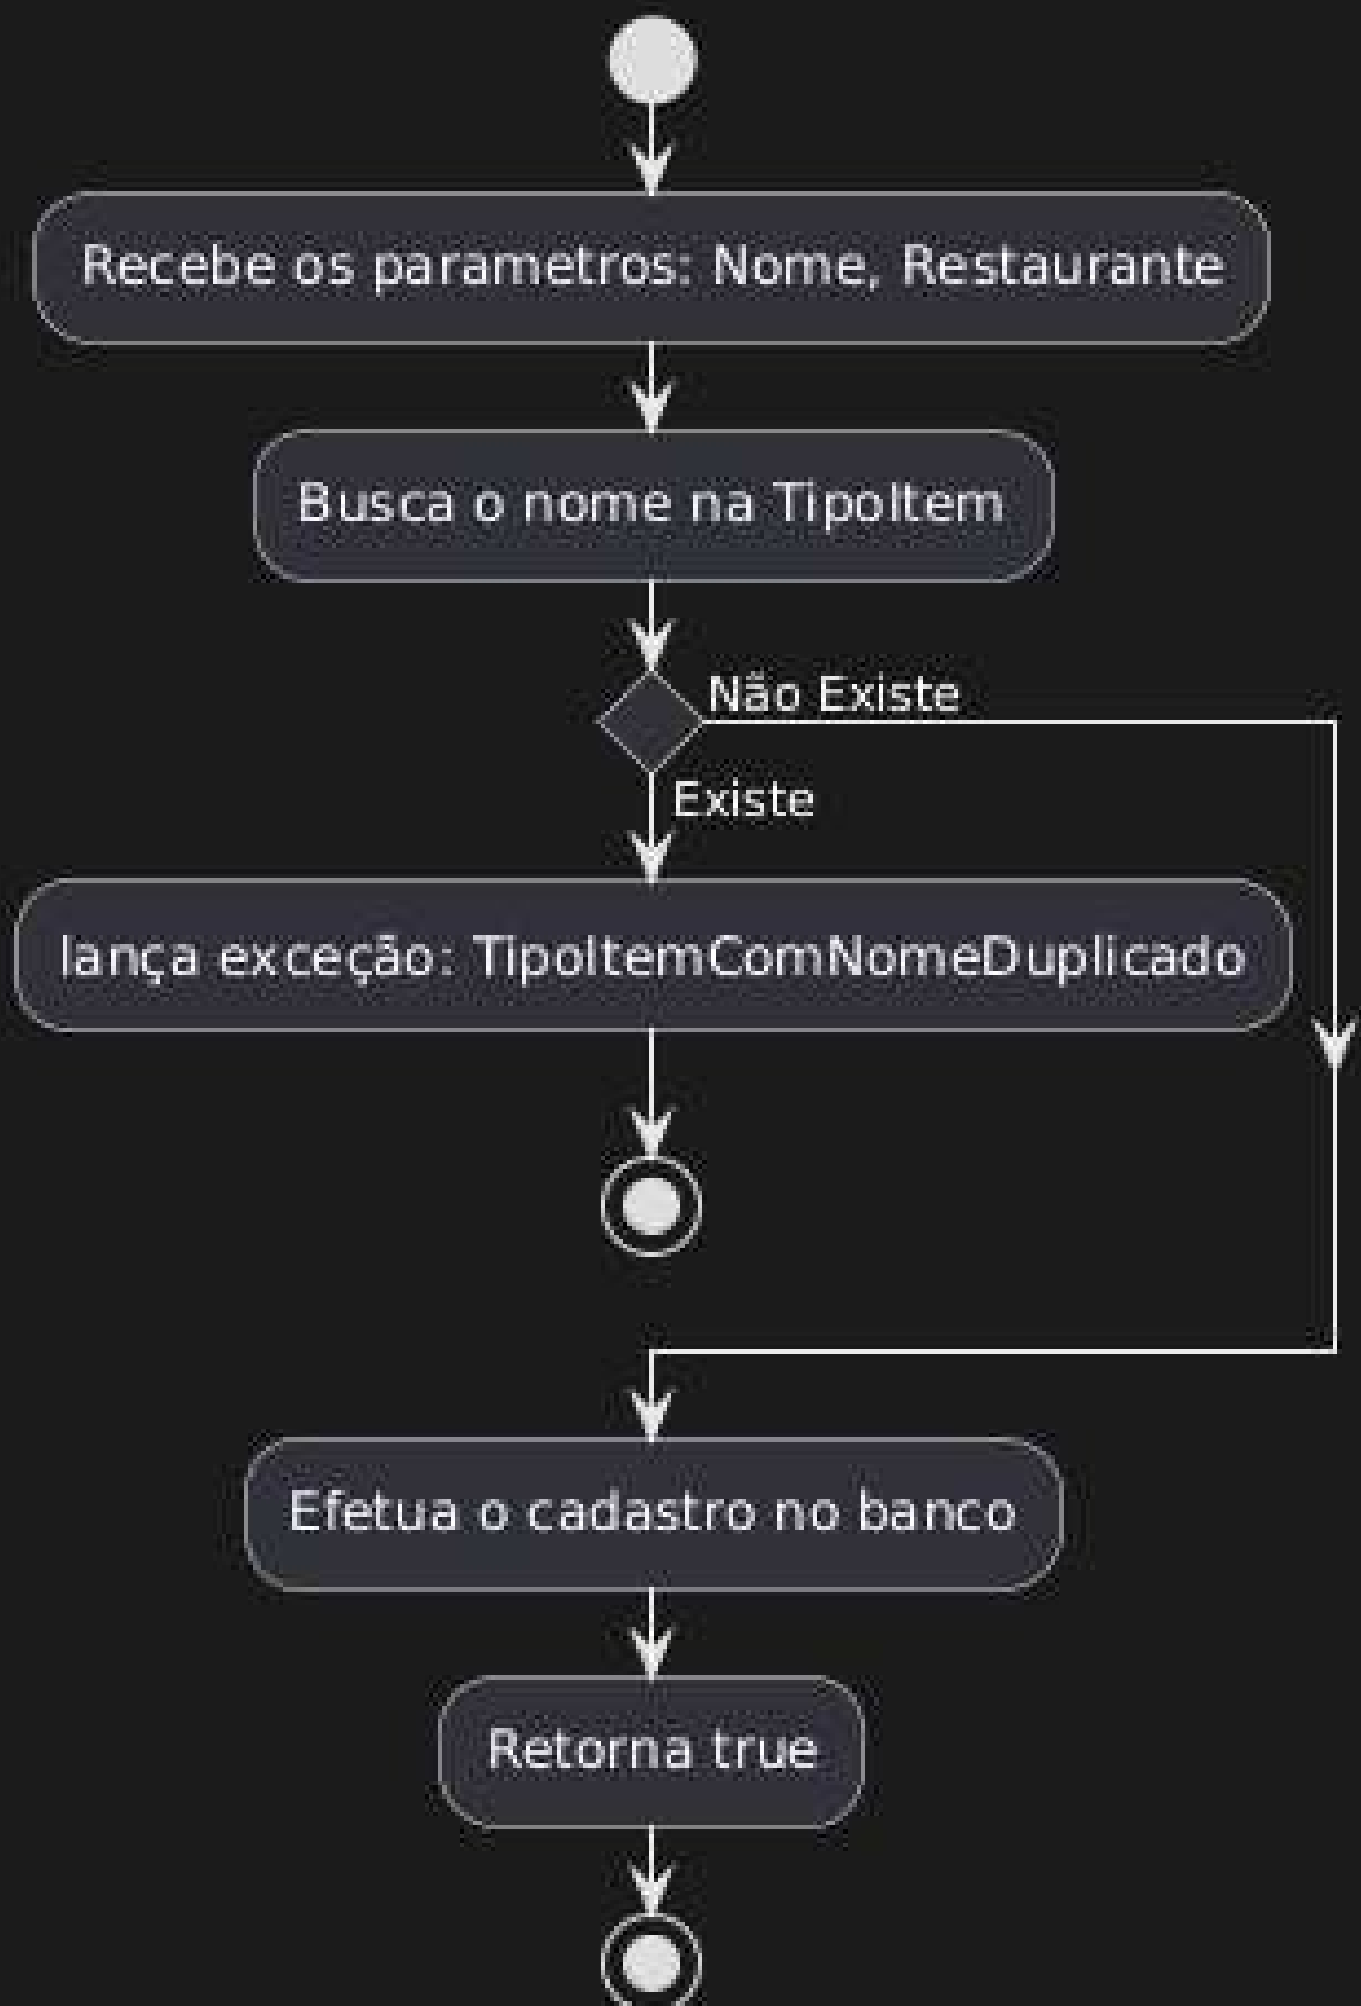 Recebe os parametros: Nome, Restaurante
Busca o nome na TipoItem
Não Existe
Existe
lança exceção: TipoItemComNomeDuplicado
Efetua o cadastro no banco
Retorna true